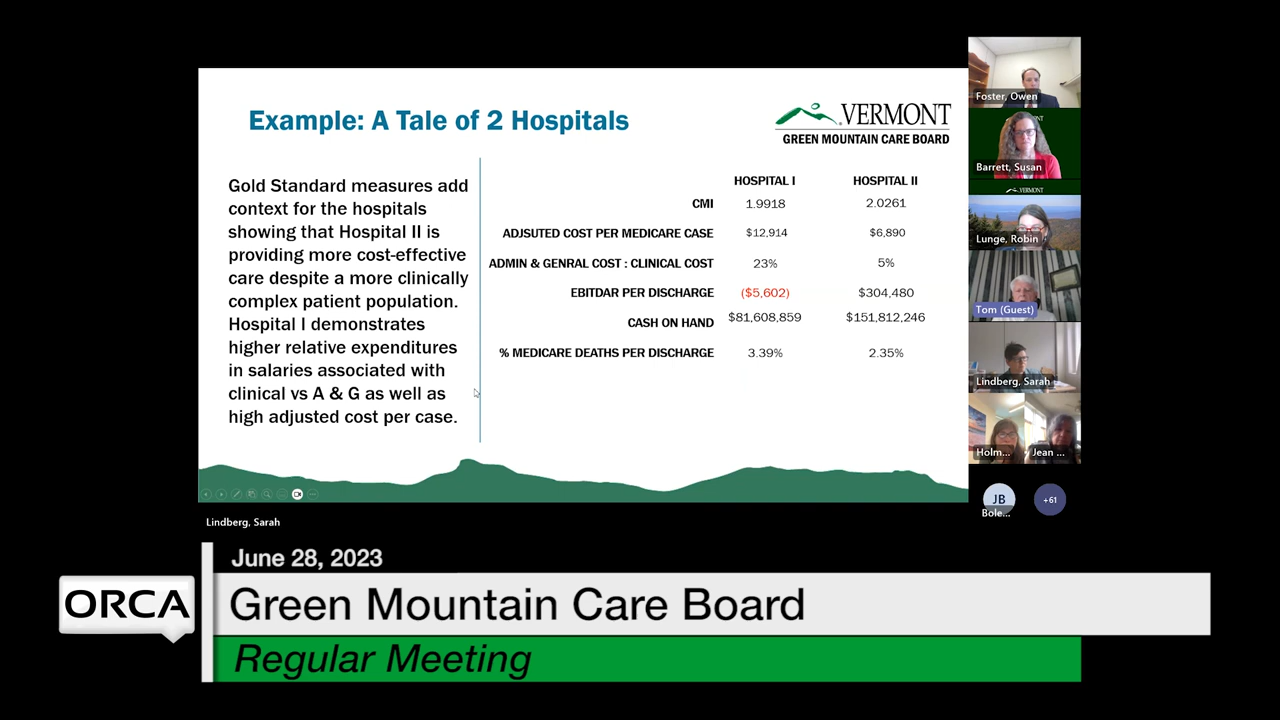 Example: A Tale of 2 Hospitals
VERMONT
GREEN MOUNTAIN CARE BOARD
Gold Standard measures add
context for the hospitals
showing that Hospital II is
providing more cost-effective
care despite a more clinically
complex patient population.
Hospital I demonstrates
higher relative expenditures
in salaries associated with
clinical vs A & G as well as
high adjusted cost per case.
HOSPITAL I HOSPITAL II
CMI 1.9918 2.0261
ADJSUTED COST PER MEDICARE CASE $12,914 $6,890
ADMIN & GENRAL COST : CLINICAL COST 23% 5%
EBITDAR PER DISCHARGE ($5,602) $304,480
CASH ON HAND $81,608,859 $151,812,246
% MEDICARE DEATHS PER DISCHARGE 3.39% 2.35%
Foster, Owen
Barrett, Susan
VERMONT
Lunge, Robin
Tom (Guest)
Lindberg, Sarah
Holm... Jean ...
JB +61
Bole...
Lindberg, Sarah
June 28, 2023
ORCA
Green Mountain Care Board
Regular Meeting